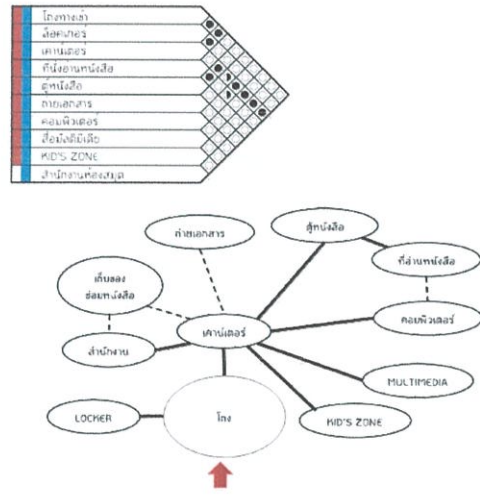 โถงทางเข้า
ล็อคเกอร์
เคาน์เตอร์
ที่นั่งอ่านหนังสือ
ตู้หนังสือ
ถ่ายเอกสาร
คอมพิวเตอร์
สื่อมัลติมีเดีย
KID'S ZONE
สำนักงานห้องสมุด
ถ่ายเอกสาร
ตู้หนังสือ
ที่อ่านหนังสือ
เก็บของ
ซ่อมหนังสือ
เคาน์เตอร์
คอมพิวเตอร์
สำนักงาน
MULTIMEDIA
LOCKER
โถง
KID'S ZONE